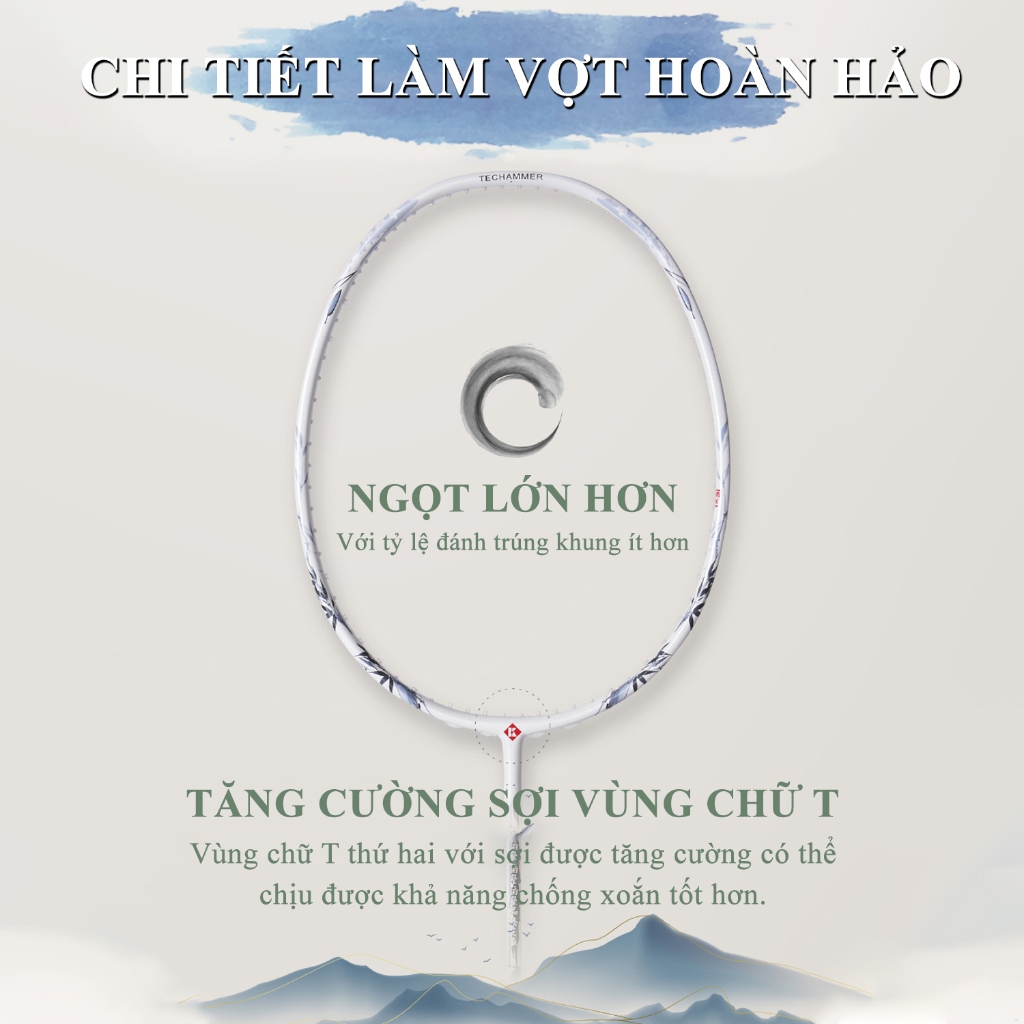 CHI TIẾT LÀM VỢT HOÀN HẢO
TECHAMMER
NGỌT LỚN HƠN
Với tỷ lệ đánh trúng khung ít hơn
K
TĂNG CƯỜNG SỢI VÙNG CHỮ T
Vùng chữ T thứ hai với sợi được tăng cường có thể
chịu được khả năng chống xoắn tốt hơn.